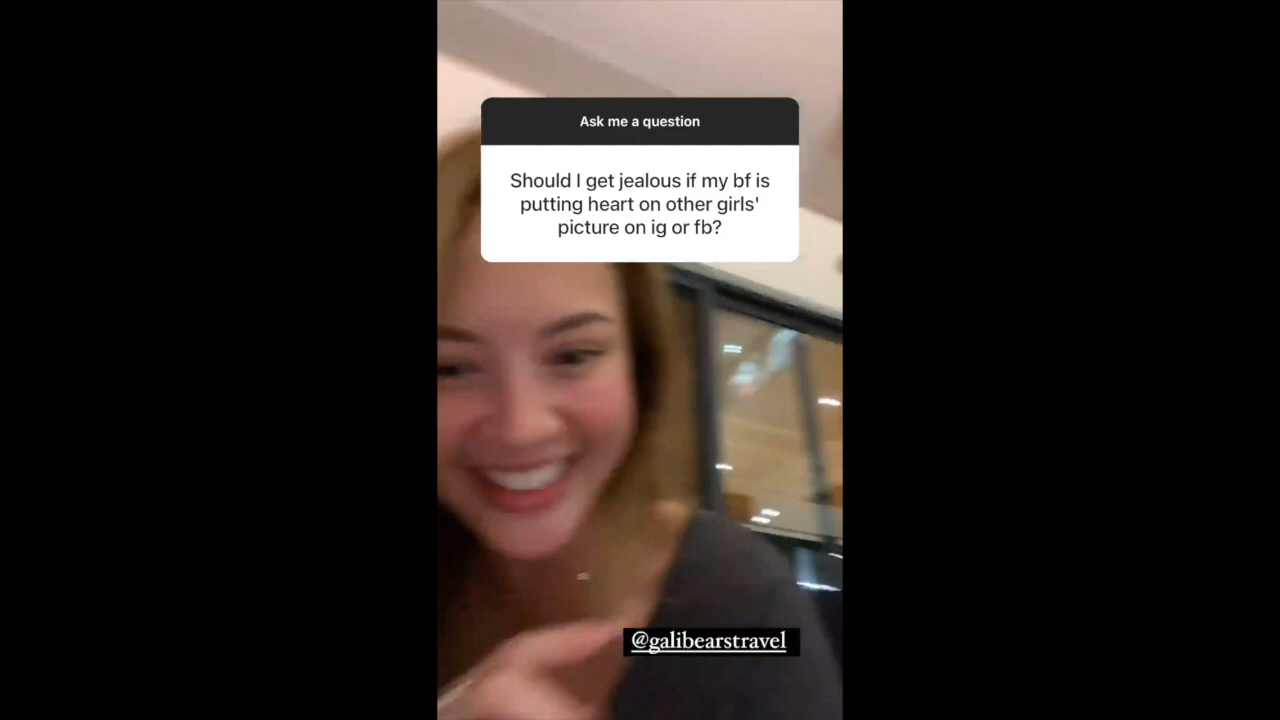 Ask me a question
Should I get jealous if my bf is
putting heart on other girls'
picture on ig or fb?
@galibearstravel